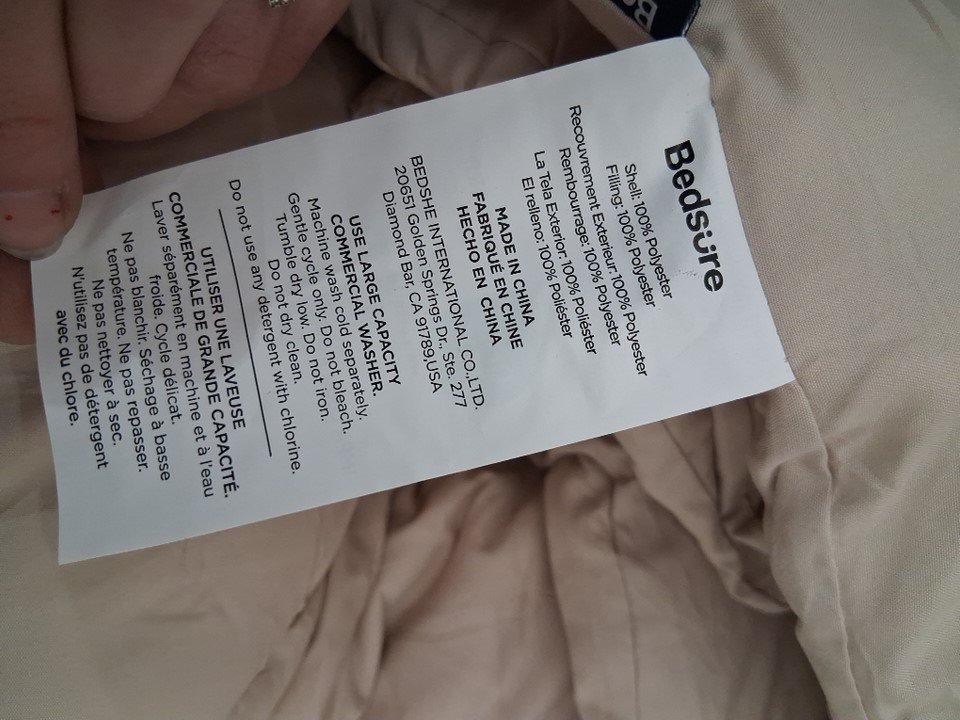 Bedsure
Shell: 100% Polyester
Filling: 100% Polyester
Recouvrement Exterieur: 100% Polyester
Rembourrage: 100% Polyester
La Tela Exterior: 100% Poliéster
El relleno: 100% Poliéster
MADE IN CHINA
FABRIQUÉ EN CHINE
HECHO EN CHINA
BEDSHE INTERNATIONAL CO.,LTD.
20651 Golden Springs Dr., Ste. 277
Diamond Bar, CA 91789,USA
USE LARGE CAPACITY
COMMERCIAL WASHER.
Machine wash cold separately.
Gentle cycle only. Do not bleach.
Tumble dry low. Do not iron.
Do not dry clean.
Do not use any detergent with chlorine.
UTILISER UNE LAVEUSE
COMMERCIALE DE GRANDE CAPACITÉ.
Laver séparément en machine et à l'eau
froide. Cycle délicat.
Ne pas blanchir. Séchage à basse
température. Ne pas repasser.
Ne pas nettoyer à sec.
N'utilisez pas de détergent
avec du chlore.